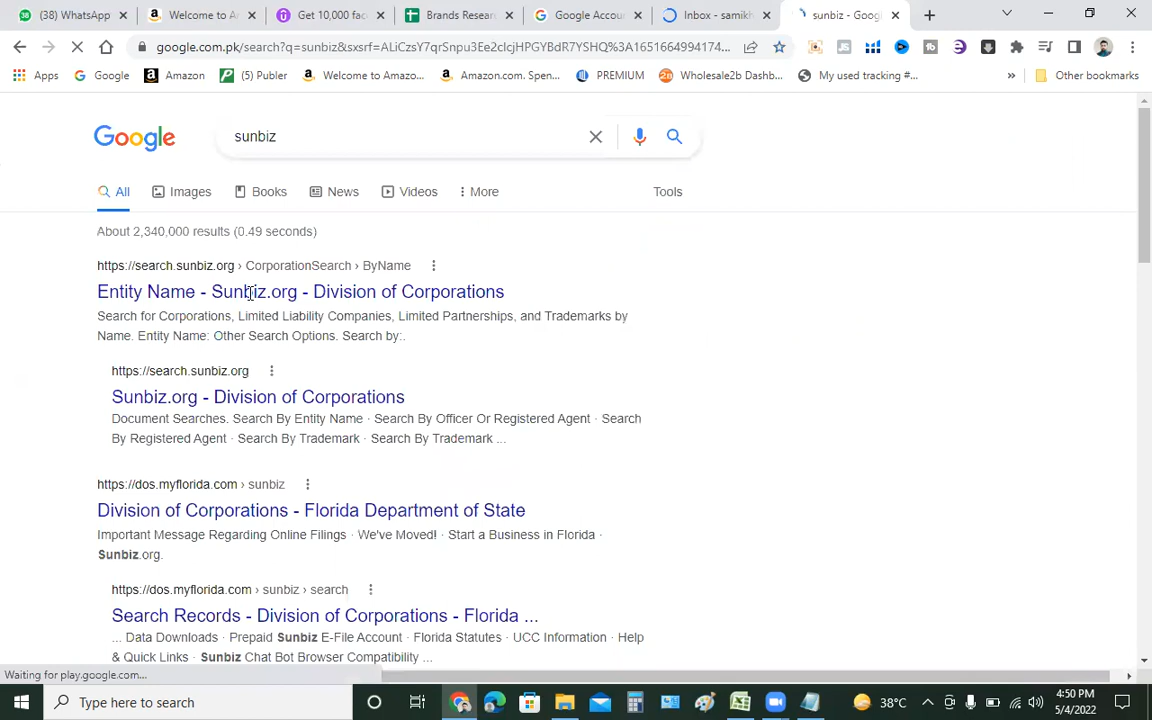 (38) WhatsApp
Welcome to Am
Get 10,000 fac
Brands Resear
Google Accou
Inbox - samikh
sunbiz - Goog
google.com.pk/search?q=sunbiz&sxsrf=ALiCzsY7qrSnpu3Ee2cIcjHPGYBdR7YSHQ%3A1651664994174...
Apps
Google
Amazon
(5) Publer
Welcome to Amazo...
Amazon.com. Spen...
PREMIUM
Wholesale2b Dashb...
My used tracking #...
»
Other bookmarks
Google
sunbiz
All
Images
Books
News
Videos
More
Tools
About 2,340,000 results (0.49 seconds)
https://search.sunbiz.org › CorporationSearch › ByName
Entity Name - Sunbiz.org - Division of Corporations
Search for Corporations, Limited Liability Companies, Limited Partnerships, and Trademarks by
Name. Entity Name: Other Search Options. Search by:.
https://search.sunbiz.org
Sunbiz.org - Division of Corporations
Document Searches. Search By Entity Name · Search By Officer Or Registered Agent · Search
By Registered Agent · Search By Trademark · Search By Trademark ...
https://dos.myflorida.com › sunbiz
Division of Corporations - Florida Department of State
Important Message Regarding Online Filings · We've Moved! · Start a Business in Florida ·
Sunbiz.org.
https://dos.myflorida.com › sunbiz › search
Search Records - Division of Corporations - Florida ...
... Data Downloads · Prepaid Sunbiz E-File Account · Florida Statutes · UCC Information · Help
& Quick Links · Sunbiz Chat Bot Browser Compatibility ...
Waiting for play.google.com...
Type here to search
38°C
4:50 PM
5/4/2022